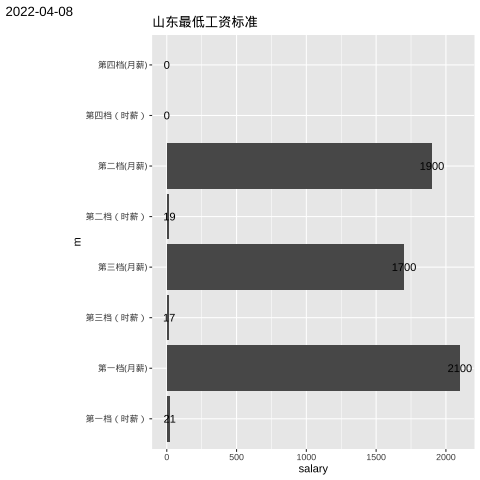 2022-04-08
山东最低工资标准
第四档(月薪)
0
第四档（时薪）
0
第二档(月薪)
1900
第二档（时薪）
19
m
第三档(月薪)
1700
第三档（时薪）
17
第一档(月薪)
2100
第一档（时薪）
21
0 500 1000 1500 2000
salary